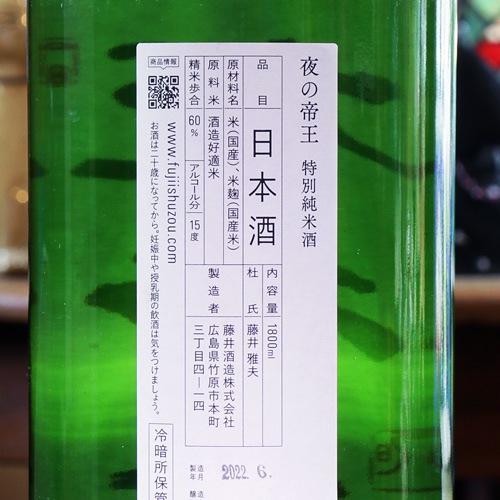 夜の帝王 特別純米酒
品目 日本酒
原材料名 米(国産)、米麹(国産米)
原料米 酒造好適米
精米歩合 60% アルコール分 15度
内容量 1800ml
杜氏 藤井 雅夫
製造者 藤井酒造株式会社
広島県竹原市本町
三丁目四―一四
商品情報
www.fujiishuzou.com
お酒は二十歳になってから。妊娠中や授乳期の飲酒は気をつけましょう。
冷暗所保管
製造年月 2022.6.
醸造